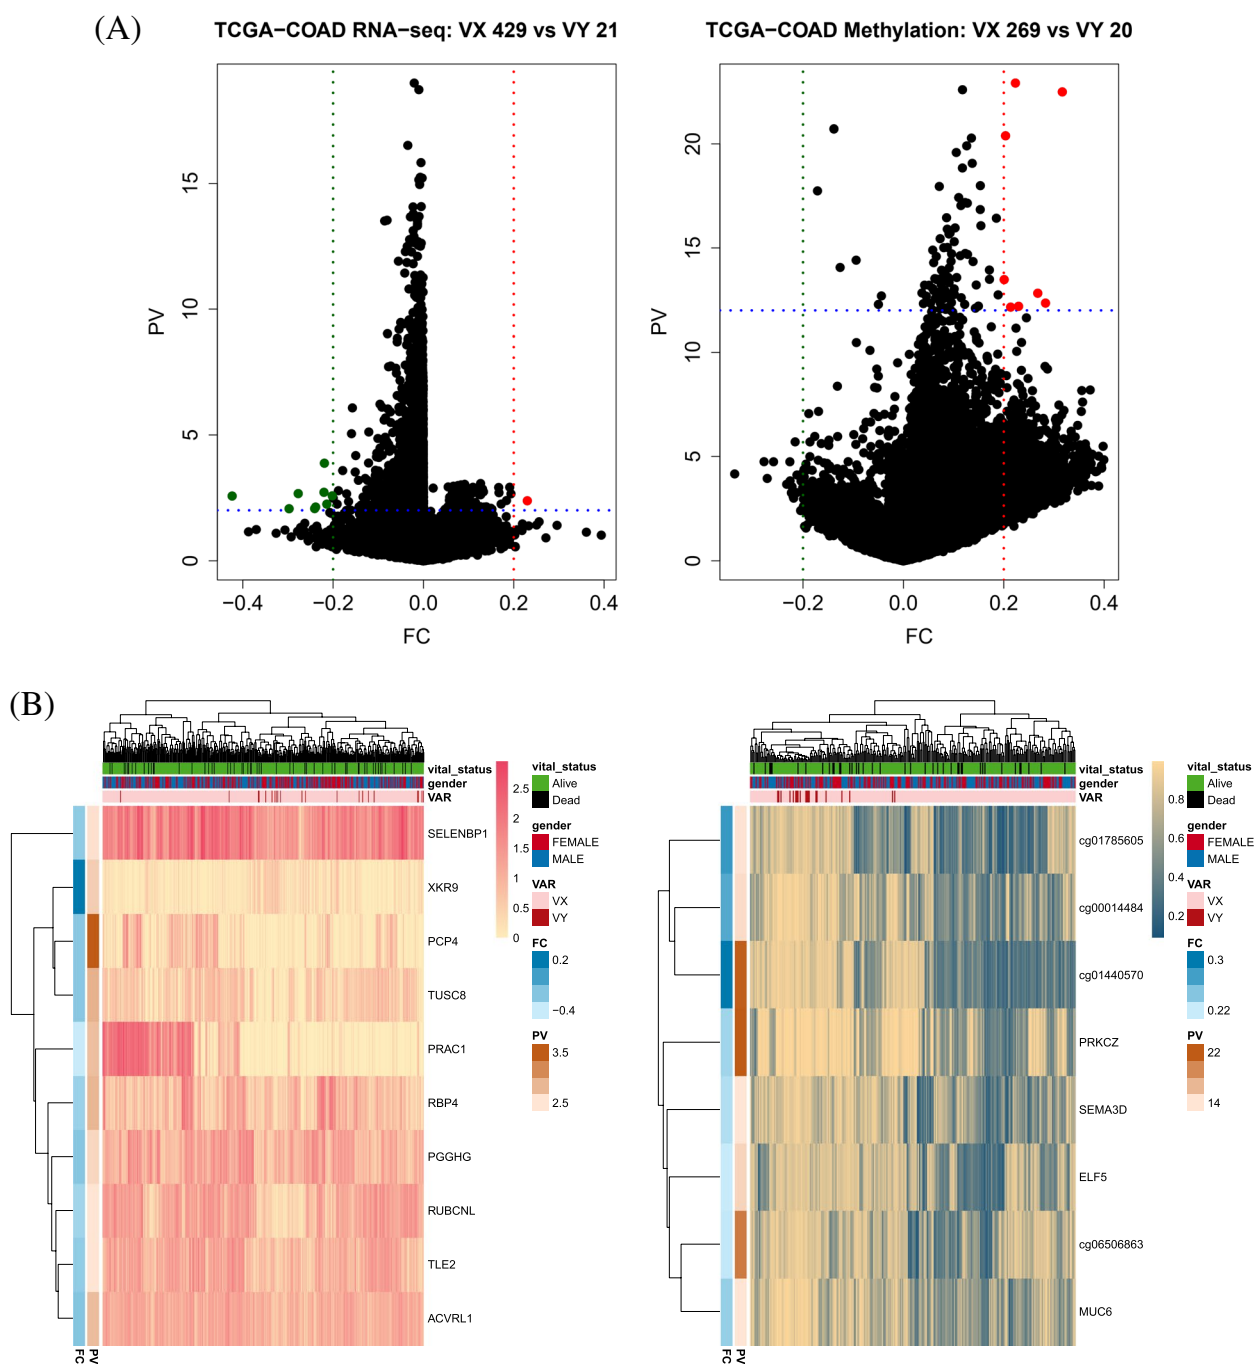 (A)
TCGA−COAD RNA−seq: VX 429 vs VY 21
PV
0
5
10
15
−0.4
−0.2
0.0
0.2
0.4
FC
TCGA−COAD Methylation: VX 269 vs VY 20
PV
0
5
10
15
20
−0.2
0.0
0.2
0.4
FC
(B)
vital_status
gender
VAR
SELENBP1
XKR9
PCP4
TUSC8
PRAC1
RBP4
PGGHG
RUBCNL
TLE2
ACVRL1
FC
PV
2.5
2
1.5
1
0.5
0
vital_status
Alive
Dead
gender
FEMALE
MALE
VAR
VX
VY
FC
0.2
−0.4
PV
3.5
2.5
vital_status
gender
VAR
cg01785605
cg00014484
cg01440570
PRKCZ
SEMA3D
ELF5
cg06506863
MUC6
FC
PV
0.8
0.6
0.4
0.2
vital_status
Alive
Dead
gender
FEMALE
MALE
VAR
VX
VY
FC
0.3
0.22
PV
22
14